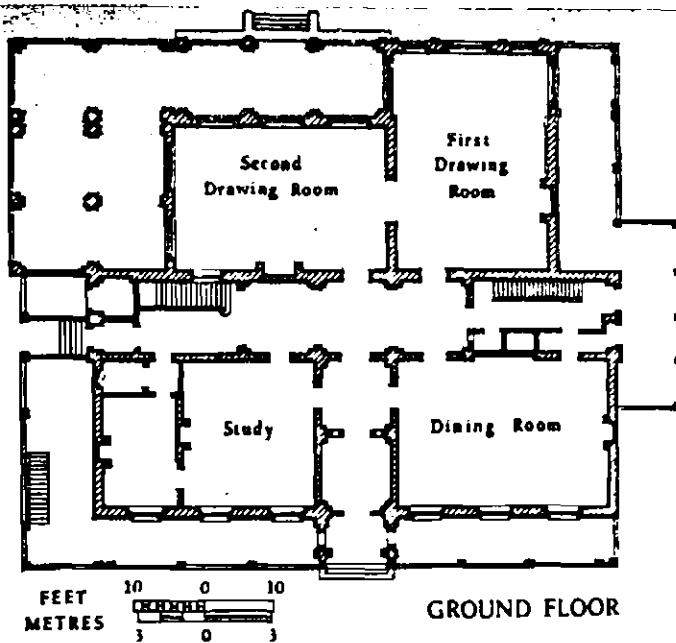 Second
Drawing Room
First
Drawing
Room
Study
Dining Room
FEET
10 0 10
METRES
3 0 3
GROUND FLOOR